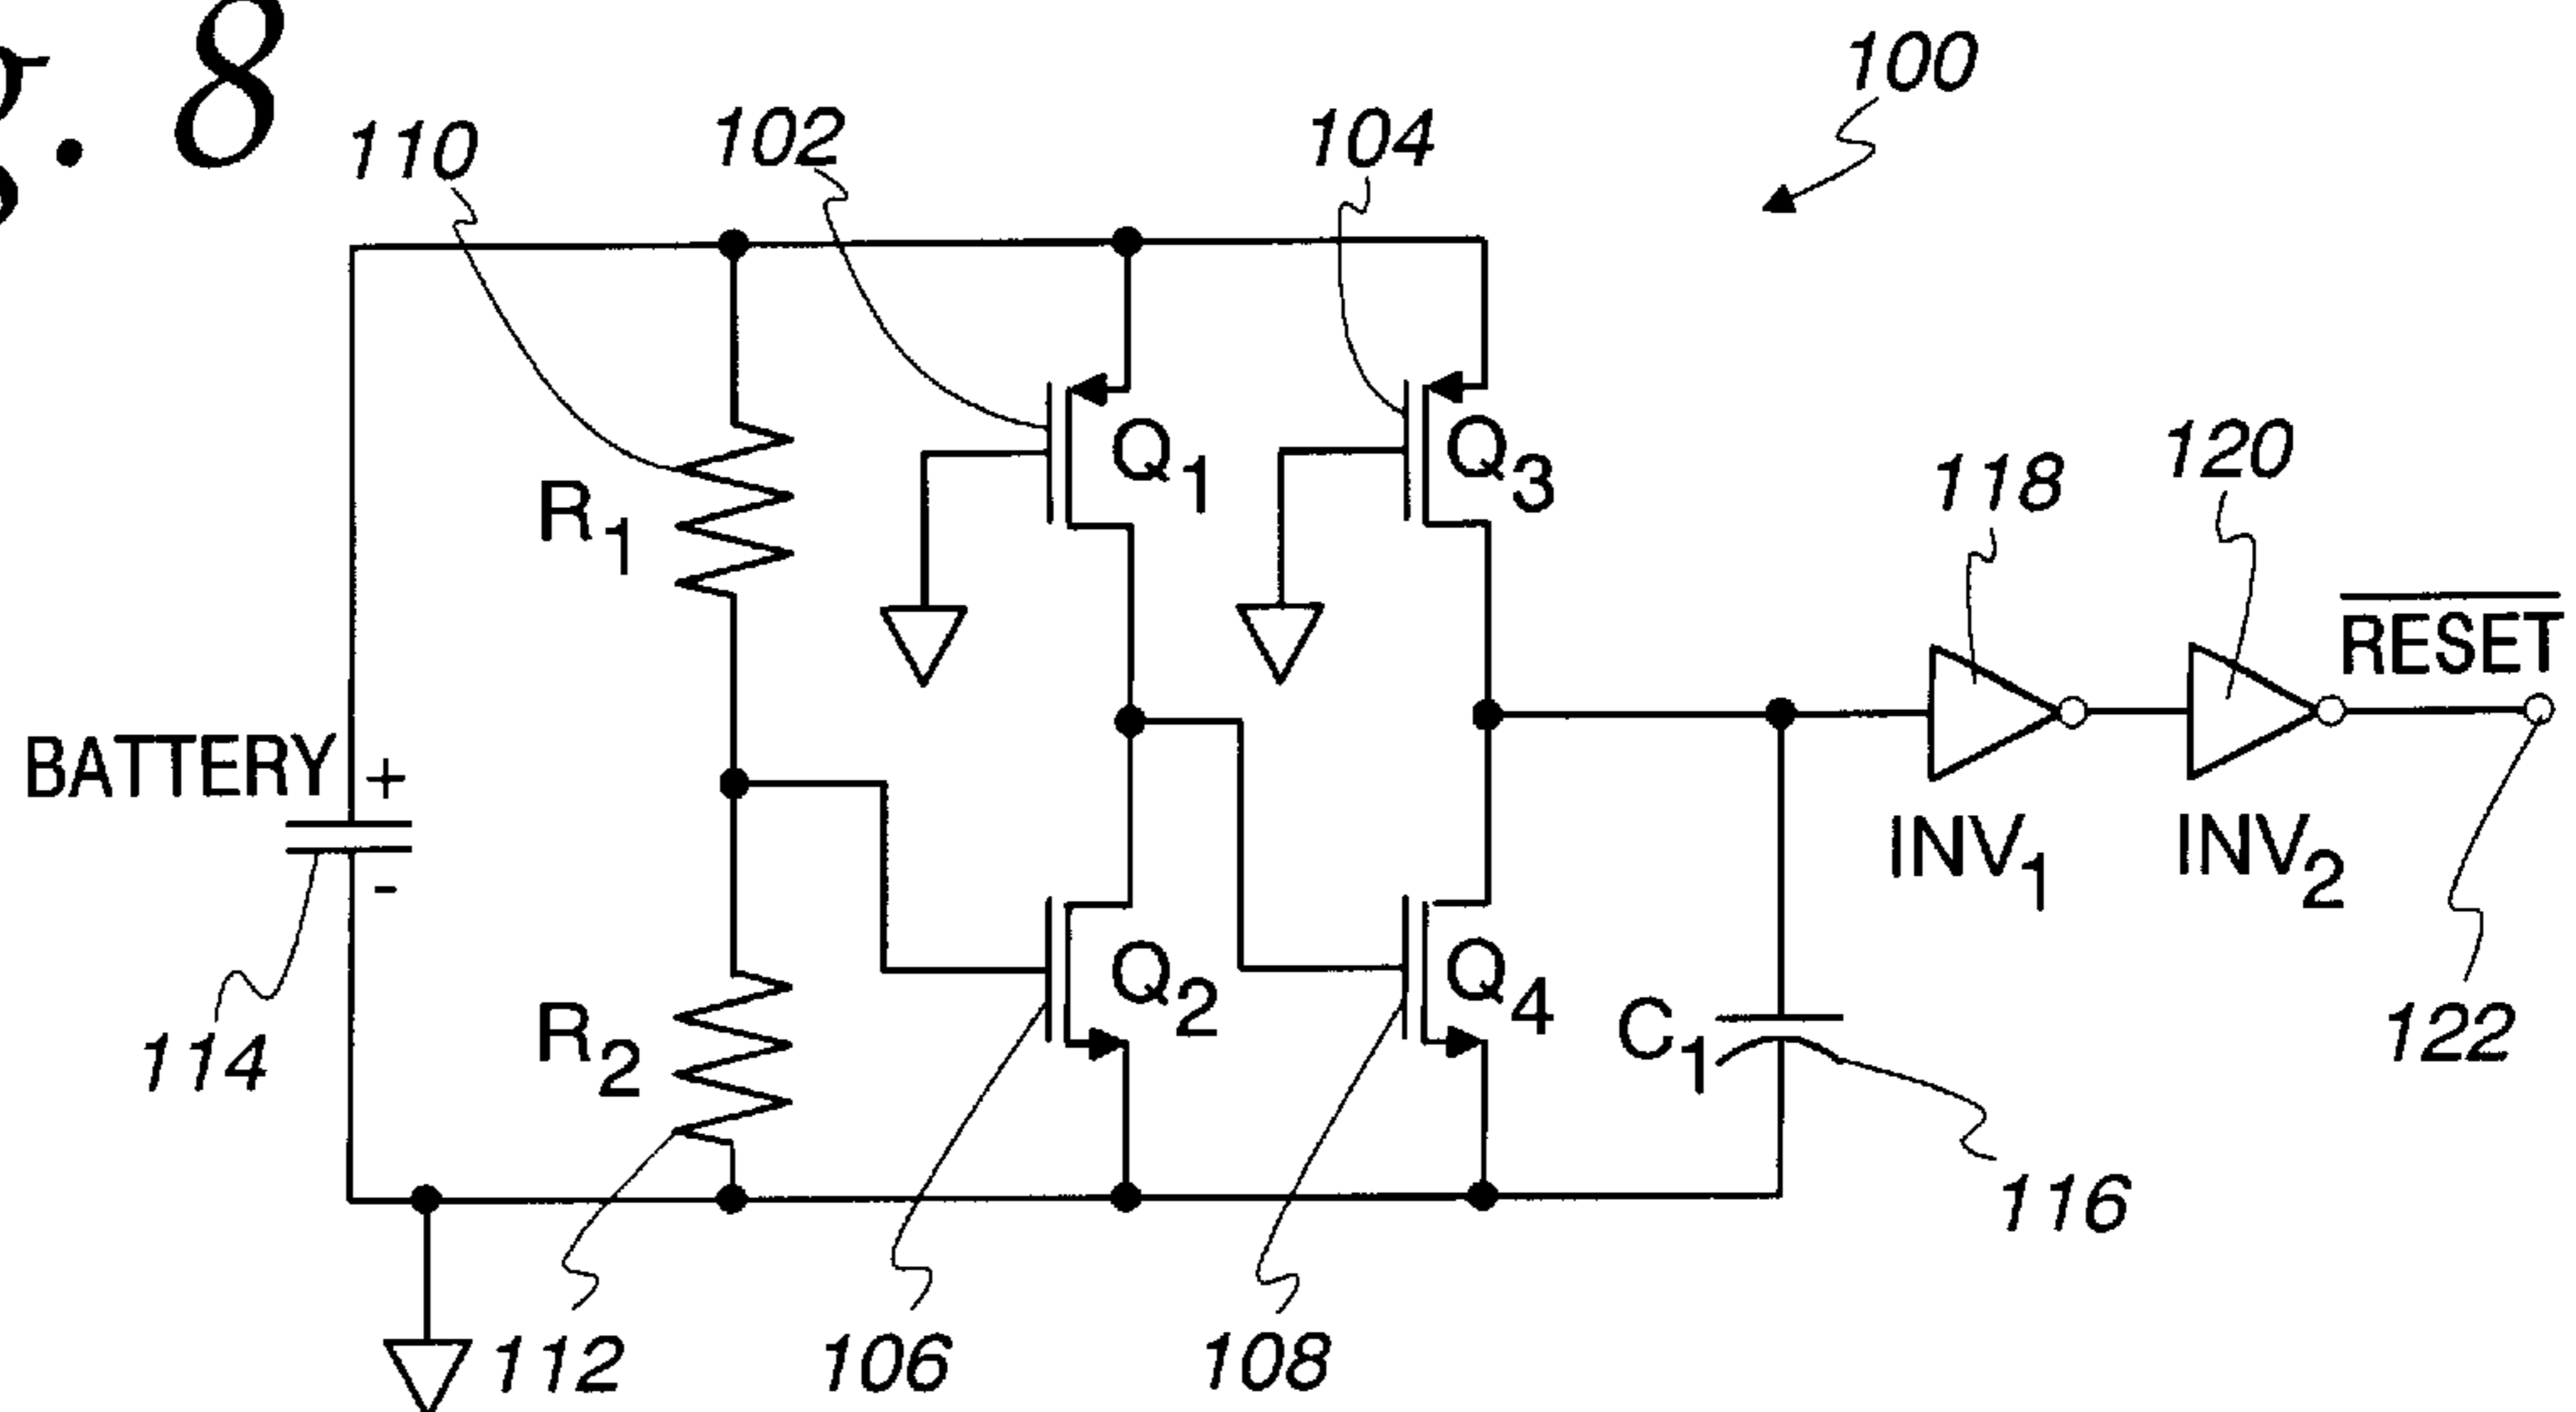 g. 8
100
110
102
104
Q1
Q3
R1
118
120
RESET
BATTERY +
-
INV1
INV2
Q2
Q4
R2
C1
114
122
116
112
106
108